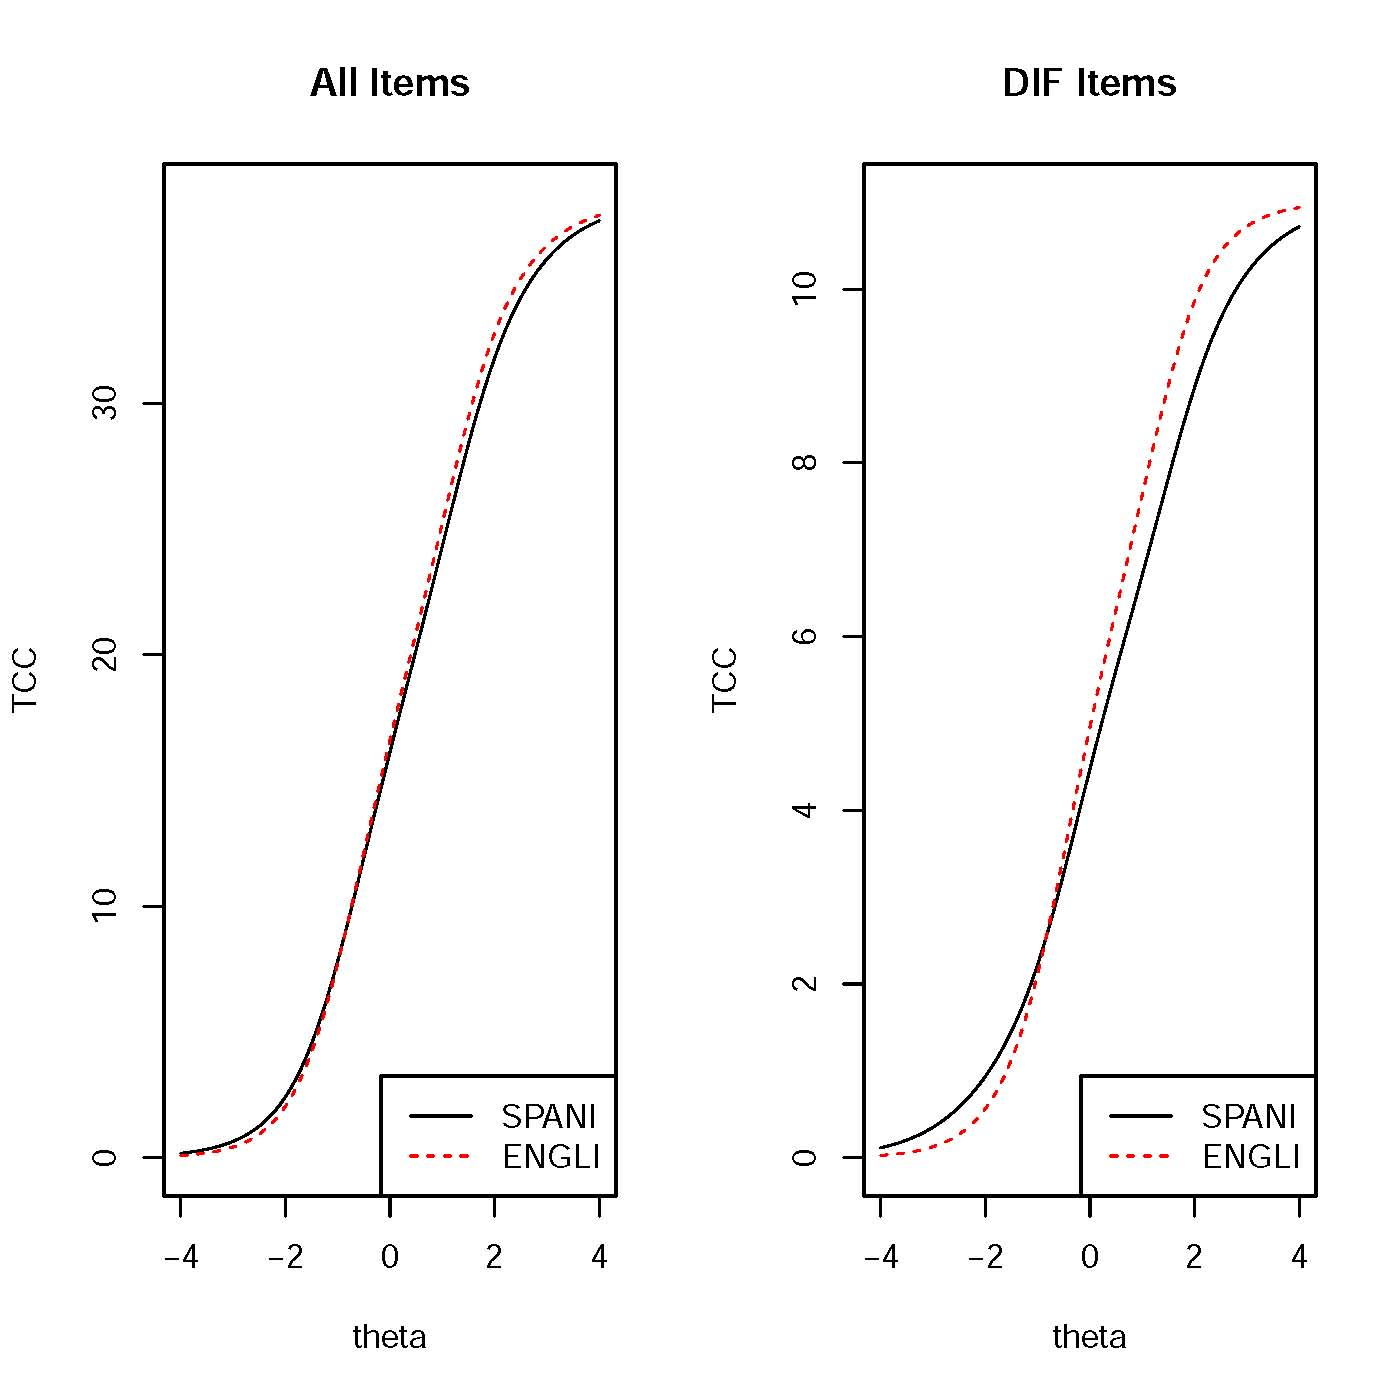 All Items
TCC
30
20
10
0
−4 −2 0 2 4
theta
SPANI
ENGLI
DIF Items
TCC
10
8
6
4
2
0
−4 −2 0 2 4
theta
SPANI
ENGLI